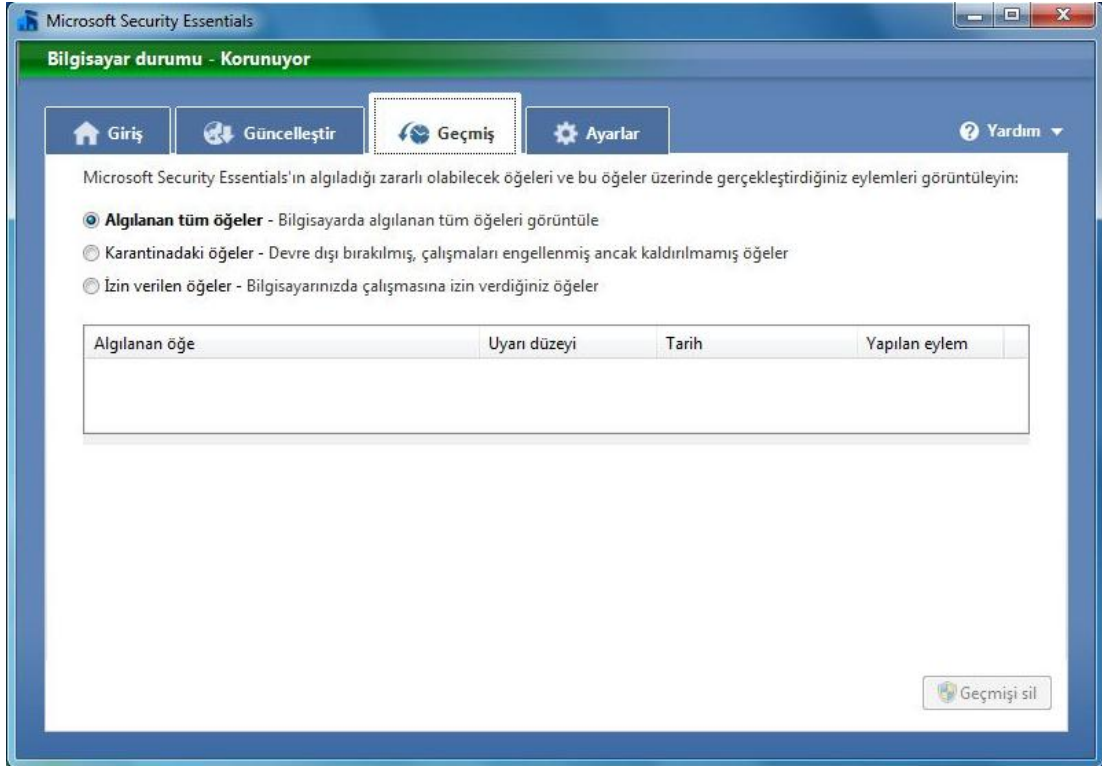 Microsoft Security Essentials
Bilgisayar durumu - Korunuyor
Giriş Güncelleştir Geçmiş Ayarlar Yardım
Microsoft Security Essentials'ın algıladığı zararlı olabilecek öğeleri ve bu öğeler üzerinde gerçekleştirdiğiniz eylemleri görüntüleyin:
Algılanan tüm öğeler - Bilgisayarda algılanan tüm öğeleri görüntüle
Karantinadaki öğeler - Devre dışı bırakılmış, çalışmaları engellenmiş ancak kaldırılmamış öğeler
İzin verilen öğeler - Bilgisayarınızda çalışmasına izin verdiğiniz öğeler
Algılanan öğe Uyarı düzeyi Tarih Yapılan eylem
Geçmişi sil